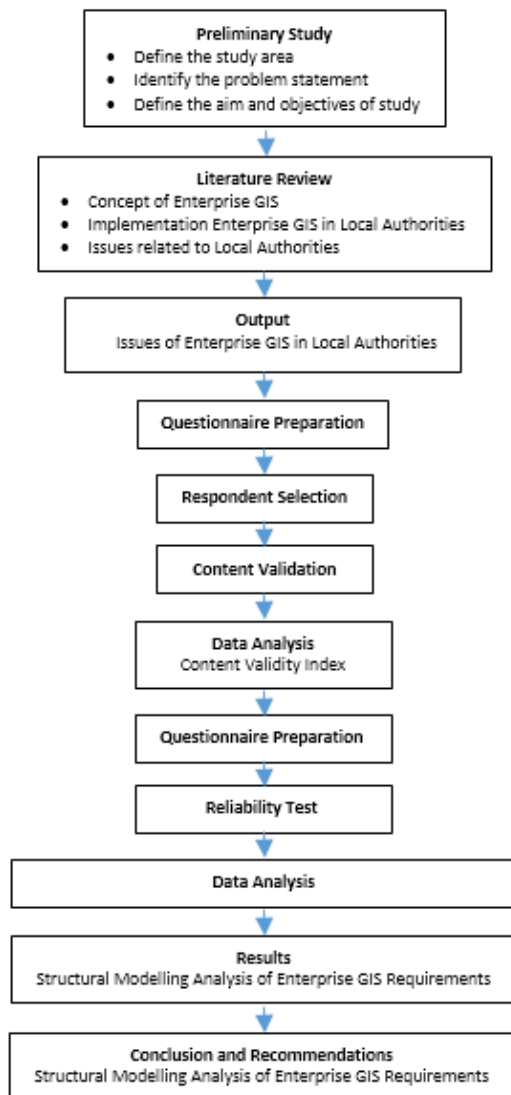 Preliminary Study
• Define the study area
• Identify the problem statement
• Define the aim and objectives of study
Literature Review
• Concept of Enterprise GIS
• Implementation Enterprise GIS in Local Authorities
• Issues related to Local Authorities
Output
Issues of Enterprise GIS in Local Authorities
Questionnaire Preparation
Respondent Selection
Content Validation
Data Analysis
Content Validity Index
Questionnaire Preparation
Reliability Test
Data Analysis
Results
Structural Modelling Analysis of Enterprise GIS Requirements
Conclusion and Recommendations
Structural Modelling Analysis of Enterprise GIS Requirements